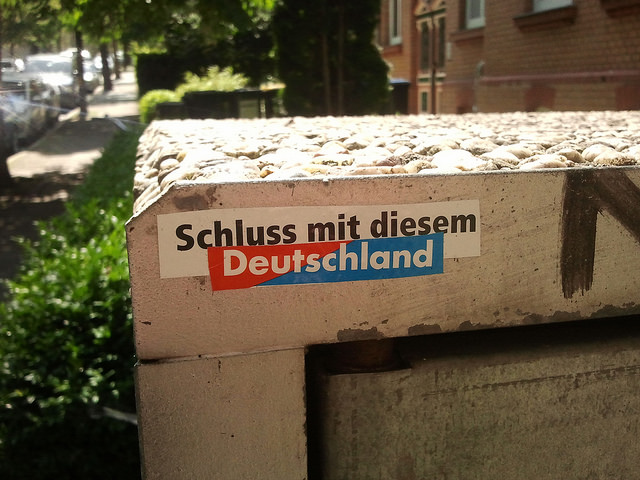 Schluss mit diesem
Deutschland